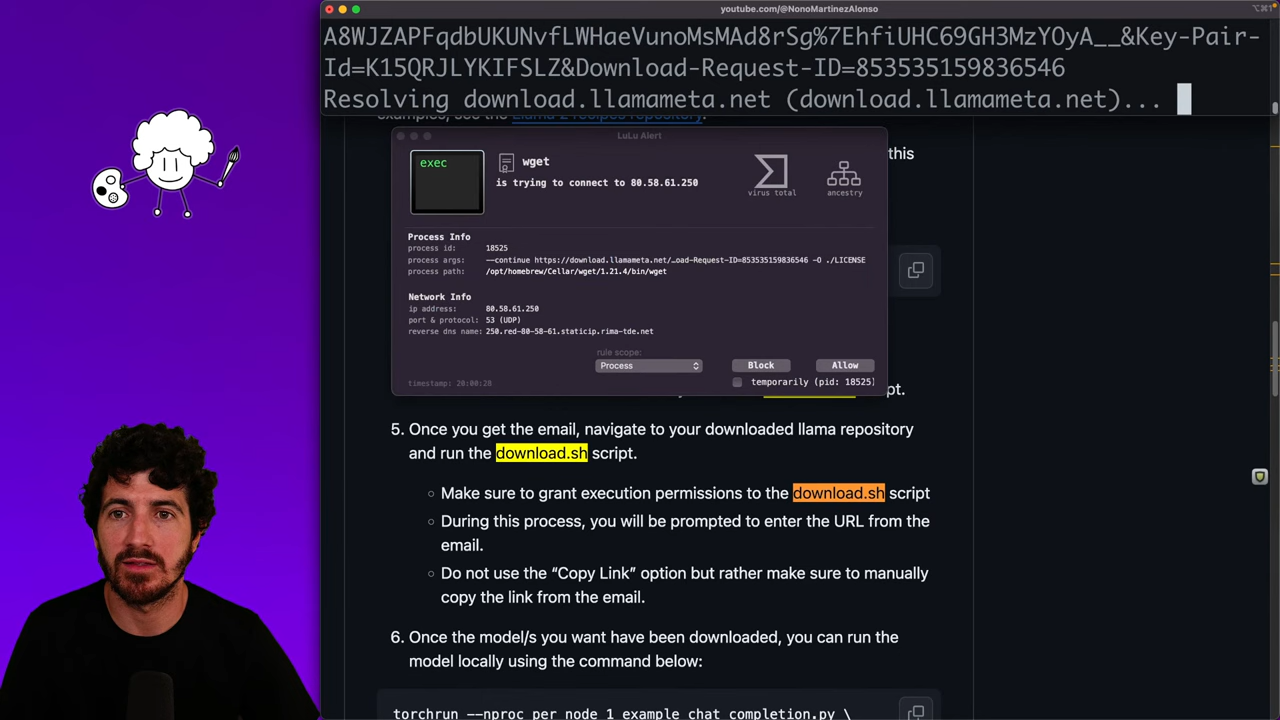 youtube.com/@NonoMartinezAlonso
⌥⌘1
A8WJZAPFqdbUKUNvfLWHaeVunoMsMAd8rSg%7EhfiUHC69GH3MzYOyA__&Key-Pair-
Id=K15QRJLYKIFSLZ&Download-Request-ID=853535159836546
Resolving download.llamameta.net (download.llamameta.net)...
examples, see the Llama 2 recipes repository.
LuLu Alert
this
exec
wget
is trying to connect to 80.58.61.250
virus total
ancestry
Process Info
process id: 18525
process args: --continue https://download.llamameta.net/…oad-Request-ID=853535159836546 -O ./LICENSE
process path: /opt/homebrew/Cellar/wget/1.21.4/bin/wget
Network Info
ip address: 80.58.61.250
port & protocol: 53 (UDP)
reverse dns name: 250.red-80-58-61.staticip.rima-tde.net
rule scope:
Process
Block
Allow
timestamp: 20:00:28
temporarily (pid: 18525)
pt.
5. Once you get the email, navigate to your downloaded llama repository
and run the download.sh script.
Make sure to grant execution permissions to the download.sh script
During this process, you will be prompted to enter the URL from the
email.
Do not use the “Copy Link” option but rather make sure to manually
copy the link from the email.
6. Once the model/s you want have been downloaded, you can run the
model locally using the command below:
torchrun --nproc_per_node 1 example_chat_completion.py \